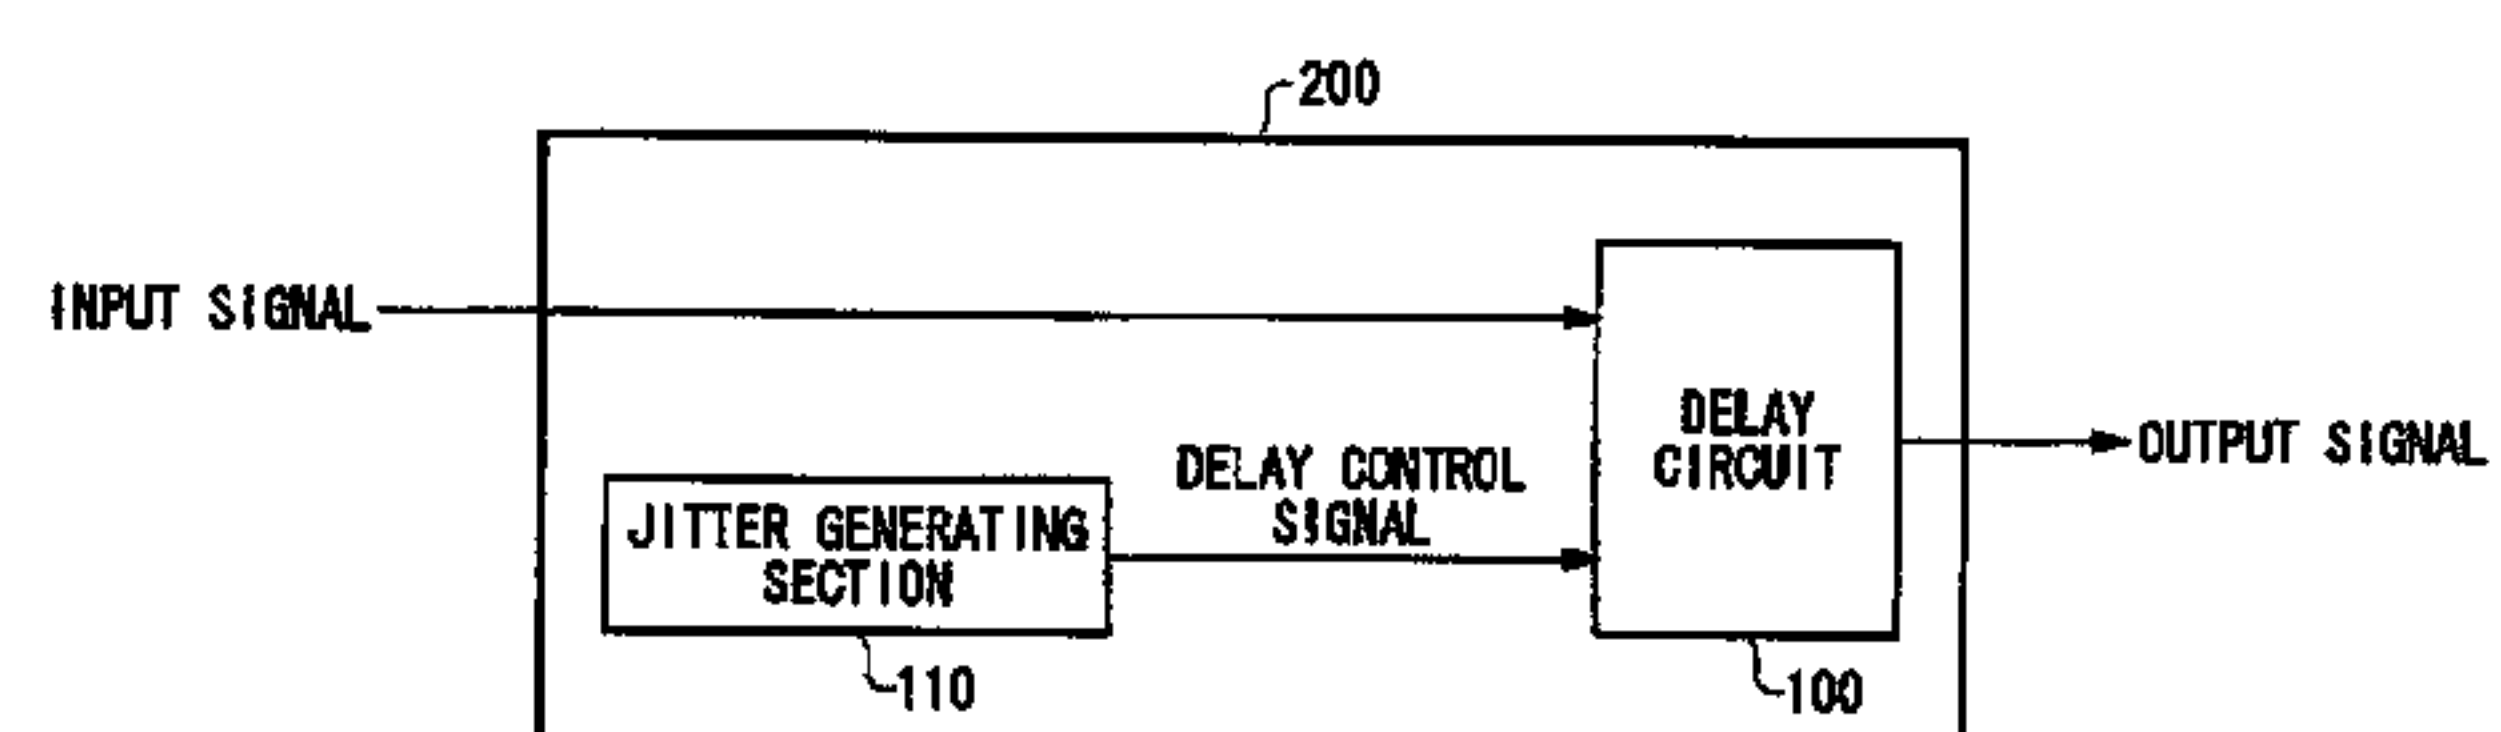 200
INPUT SIGNAL
DELAY
CIRCUIT
OUTPUT SIGNAL
DELAY CONTROL
SIGNAL
JITTER GENERATING
SECTION
110
100